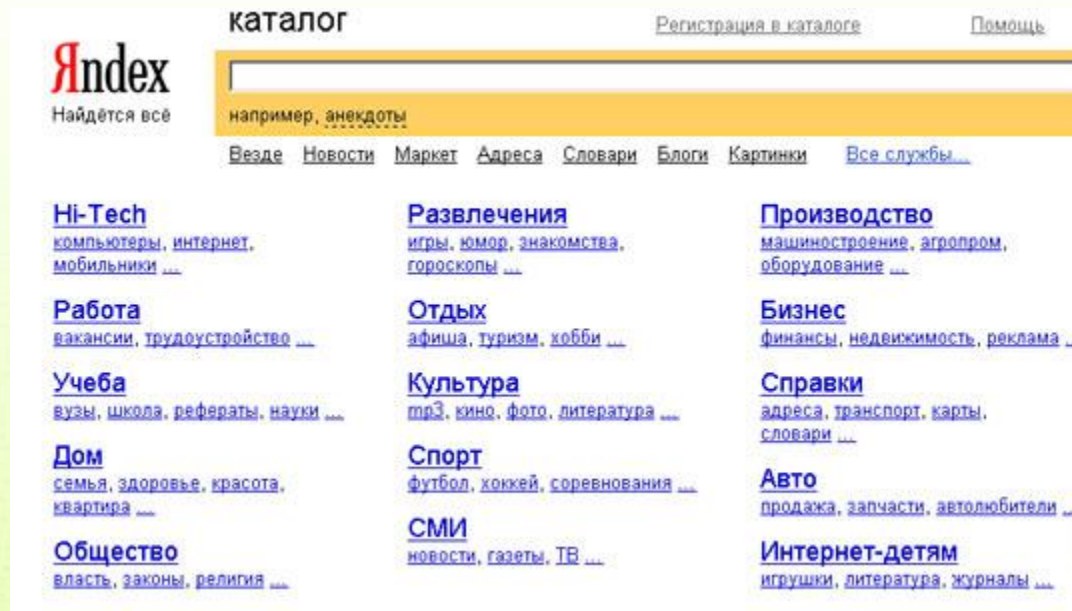 каталог
Регистрация в каталоге
Помощь
Яndex
Найдётся всё
например, анекдоты
Везде Новости Маркет Адреса Словари Блоги Картинки Все службы...
Hi-Tech
компьютеры, интернет,
мобильники ...
Работа
вакансии, трудоустройство ...
Учеба
вузы, школа, рефераты, науки ...
Дом
семья, здоровье, красота,
квартира ...
Общество
власть, законы, религия ...
Развлечения
игры, юмор, знакомства,
гороскопы ...
Отдых
афиша, туризм, хобби ...
Культура
mp3, кино, фото, литература ...
Спорт
футбол, хоккей, соревнования ...
СМИ
новости, газеты, ТВ ...
Производство
машиностроение, агропром,
оборудование ...
Бизнес
финансы, недвижимость, реклама ..
Справки
адреса, транспорт, карты,
словари ...
Авто
продажа, запчасти, автолюбители ..
Интернет-детям
игрушки, литература, журналы ...